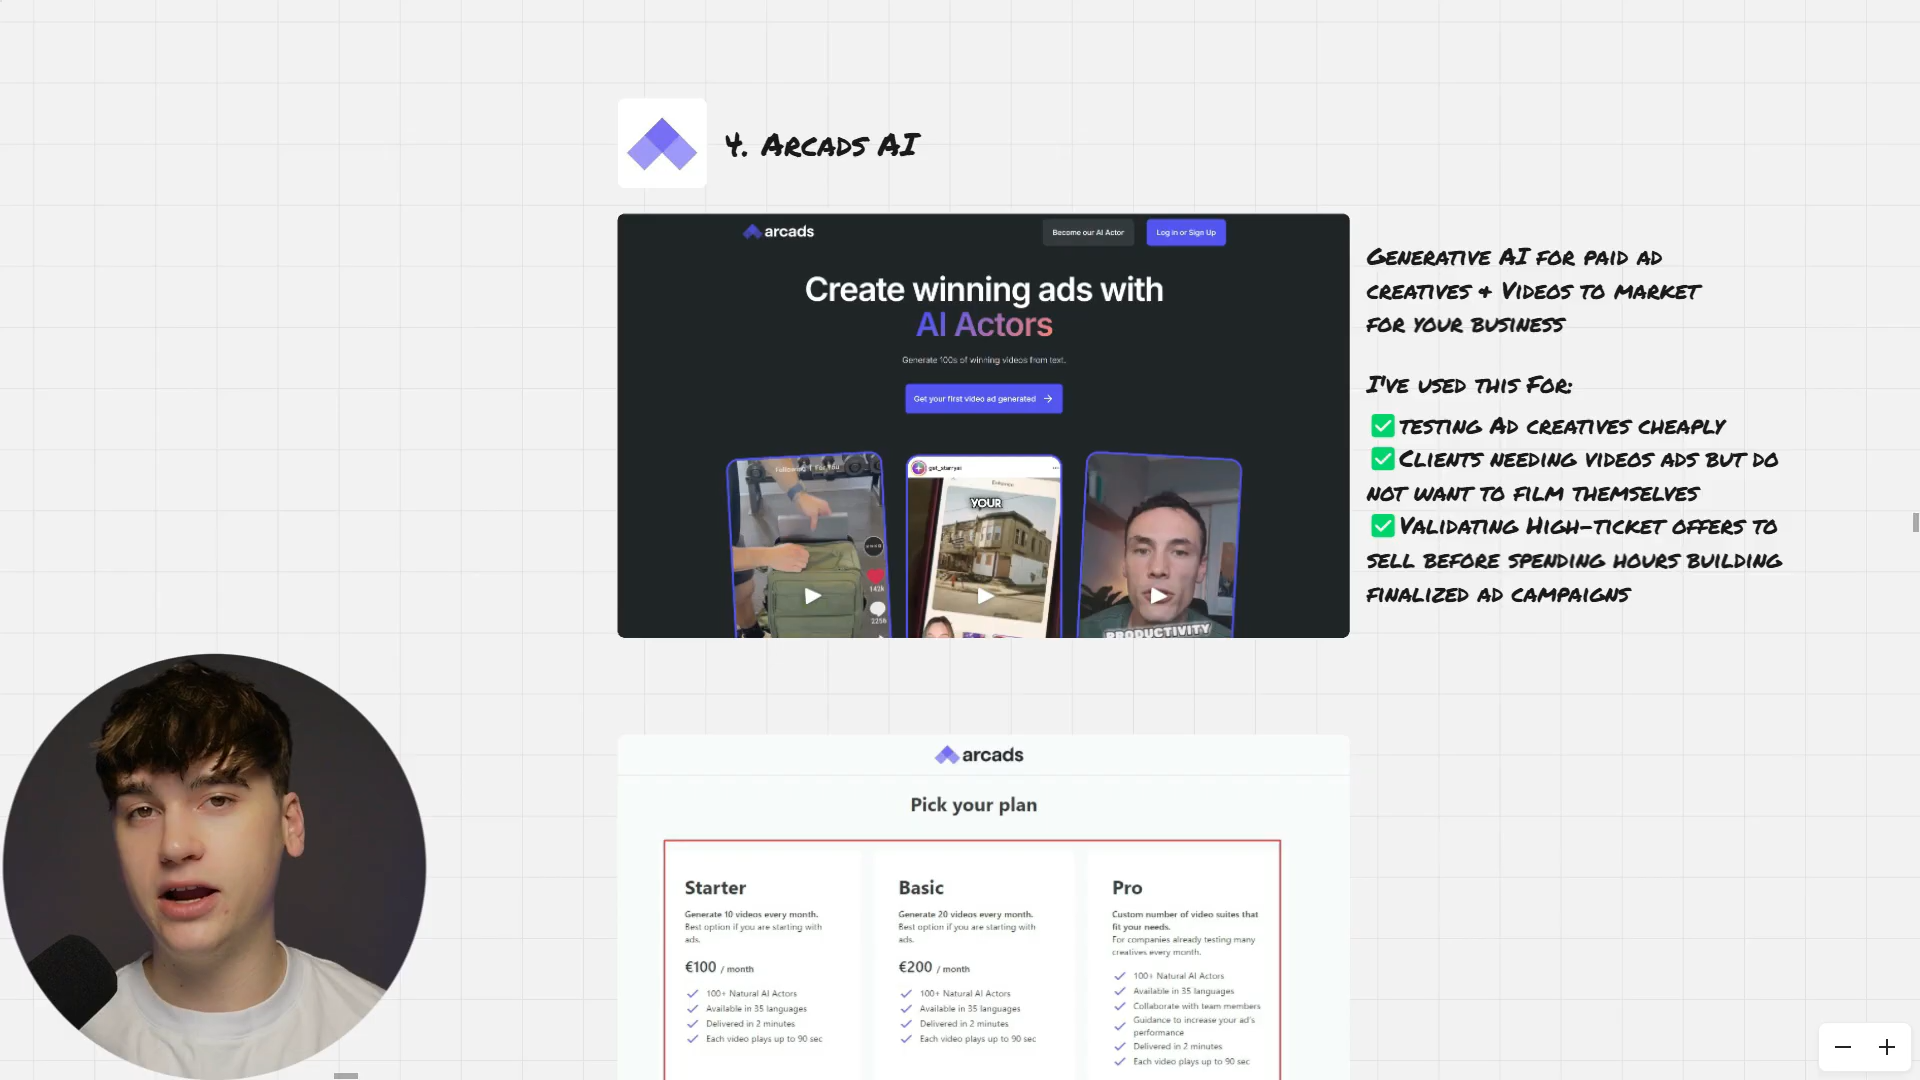 4. Arcads AI
arcads
Become our AI Actor
Log in or Sign Up
Create winning ads with
AI Actors
Generate 100s of winning videos from text.
Get your first video ad generated →
Following | For You
142k
2258
get_starryai
YOUR
PRODUCTIVITY
Generative AI for paid ad
creatives + Videos to market
for your business
I've used this For:
✅ testing Ad creatives cheaply
✅ Clients needing videos ads but do
not want to film themselves
✅ Validating High-ticket offers to
sell before spending hours building
finalized ad campaigns
arcads
Pick your plan
Starter
Generate 10 videos every month.
Best option if you are starting with
ads.
€100 / month
100+ Natural AI Actors
Available in 35 languages
Delivered in 2 minutes
Each video plays up to 90 sec
Basic
Generate 20 videos every month.
Best option if you are starting with
ads.
€200 / month
100+ Natural AI Actors
Available in 35 languages
Delivered in 2 minutes
Each video plays up to 90 sec
Pro
Custom number of video suites that
fit your needs.
For companies already testing many
creatives every month.
100+ Natural AI Actors
Available in 35 languages
Collaborate with team members
Guidance to increase your ad's
performance
Delivered in 2 minutes
Each video plays up to 90 sec